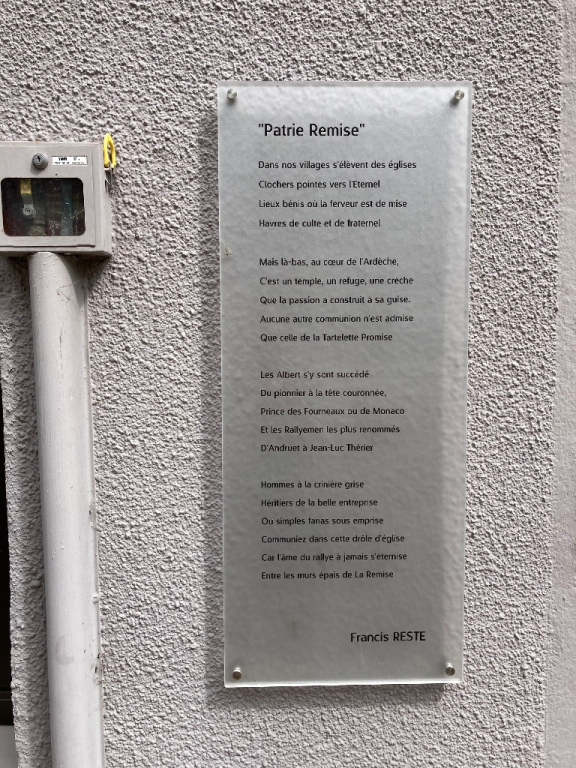 "Patrie Remise"
Dans nos villages s'élèvent des églises
Clochers pointes vers l'Eternel
Lieux bénis où la ferveur est de mise
Havres de culte et de fraternel
Mais là-bas, au cœur de l'Ardèche,
C'est un temple, un refuge, une crèche
Que la passion a construit à sa guise.
Aucune autre communion n'est admise
Que celle de la Tartelette Promise
Les Albert s'y sont succédé
Du pionnier à la tête couronnée,
Prince des Fourneaux ou de Monaco
Et les Rallyemen les plus renommés
D'Andruet à Jean-Luc Thérier
Hommes à la crinière grise
Héritiers de la belle entreprise
Ou simples fanas sous emprise
Communiez dans cette drôle d'église
Car l'âme du rallye à jamais s'éternise
Entre les murs épais de La Remise
Francis RESTE